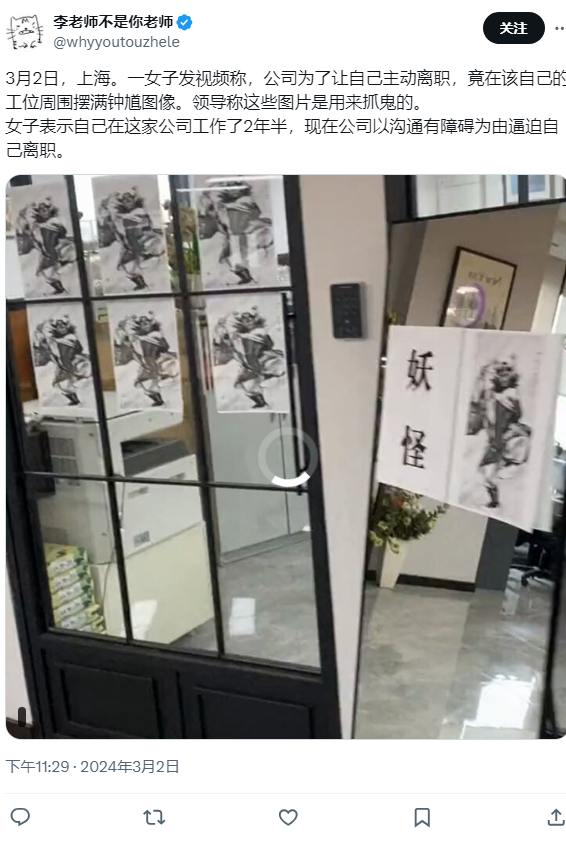 李老师不是你老师
@whyyoutouzhele
关注
3月2日，上海。一女子发视频称，公司为了让自己主动离职，竟在该自己的
工位周围摆满钟馗图像。领导称这些图片是用来抓鬼的。
女子表示自己在这家公司工作了2年半，现在公司以沟通有障碍为由逼迫自
己离职。
妖
怪
下午11:29 · 2024年3月2日